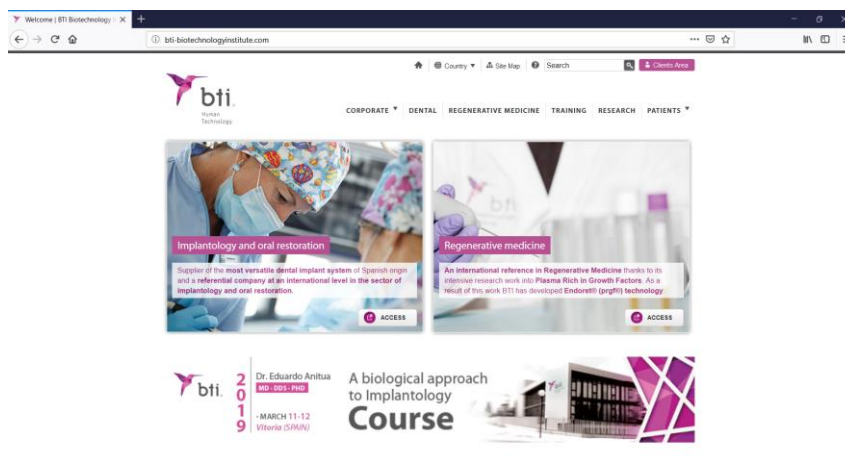 Welcome | BTI Biotechnology
bti-biotechnologyinstitute.com
Country
Site Map
Search
Clients Area
bti.
Human
Technology
CORPORATE DENTAL REGENERATIVE MEDICINE TRAINING RESEARCH PATIENTS
Implantology and oral restoration
Supplier of the most versatile dental implant system of Spanish origin
and a referential company at an international level in the sector of
implantology and oral restoration.
ACCESS
bti
Regenerative medicine
An international reference in Regenerative Medicine thanks to its
intensive research work into Plasma Rich in Growth Factors. As a
result of this work BTI has developed Endoret® (prgf®) technology
ACCESS
bti.
2019
Dr. Eduardo Anitua
MD - DDS - PHD
- MARCH 11-12
Vitoria (SPAIN)
A biological approach
to Implantology
Course